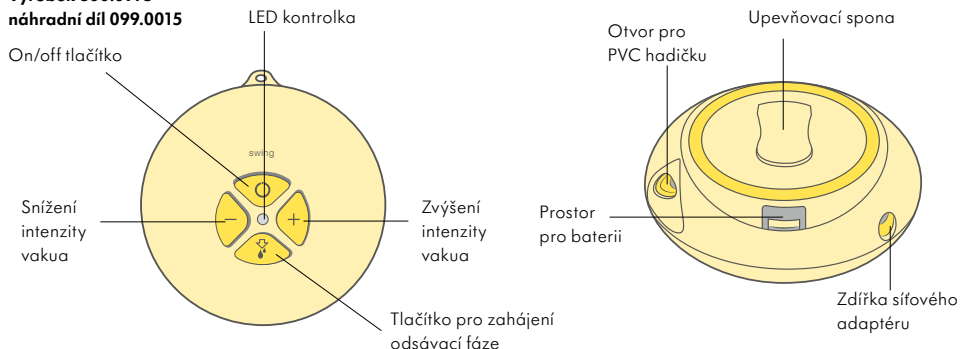 náhradní díl 099.0015
LED kontrolka
On/off tlačítko
swing
Snížení
intenzity
vakua
Zvýšení
intenzity
vakua
Tlačítko pro zahájení
odsávací fáze
Upevňovací spona
Otvor pro
PVC hadičku
Prostor
pro baterii
Zdířka síťového
adaptéru